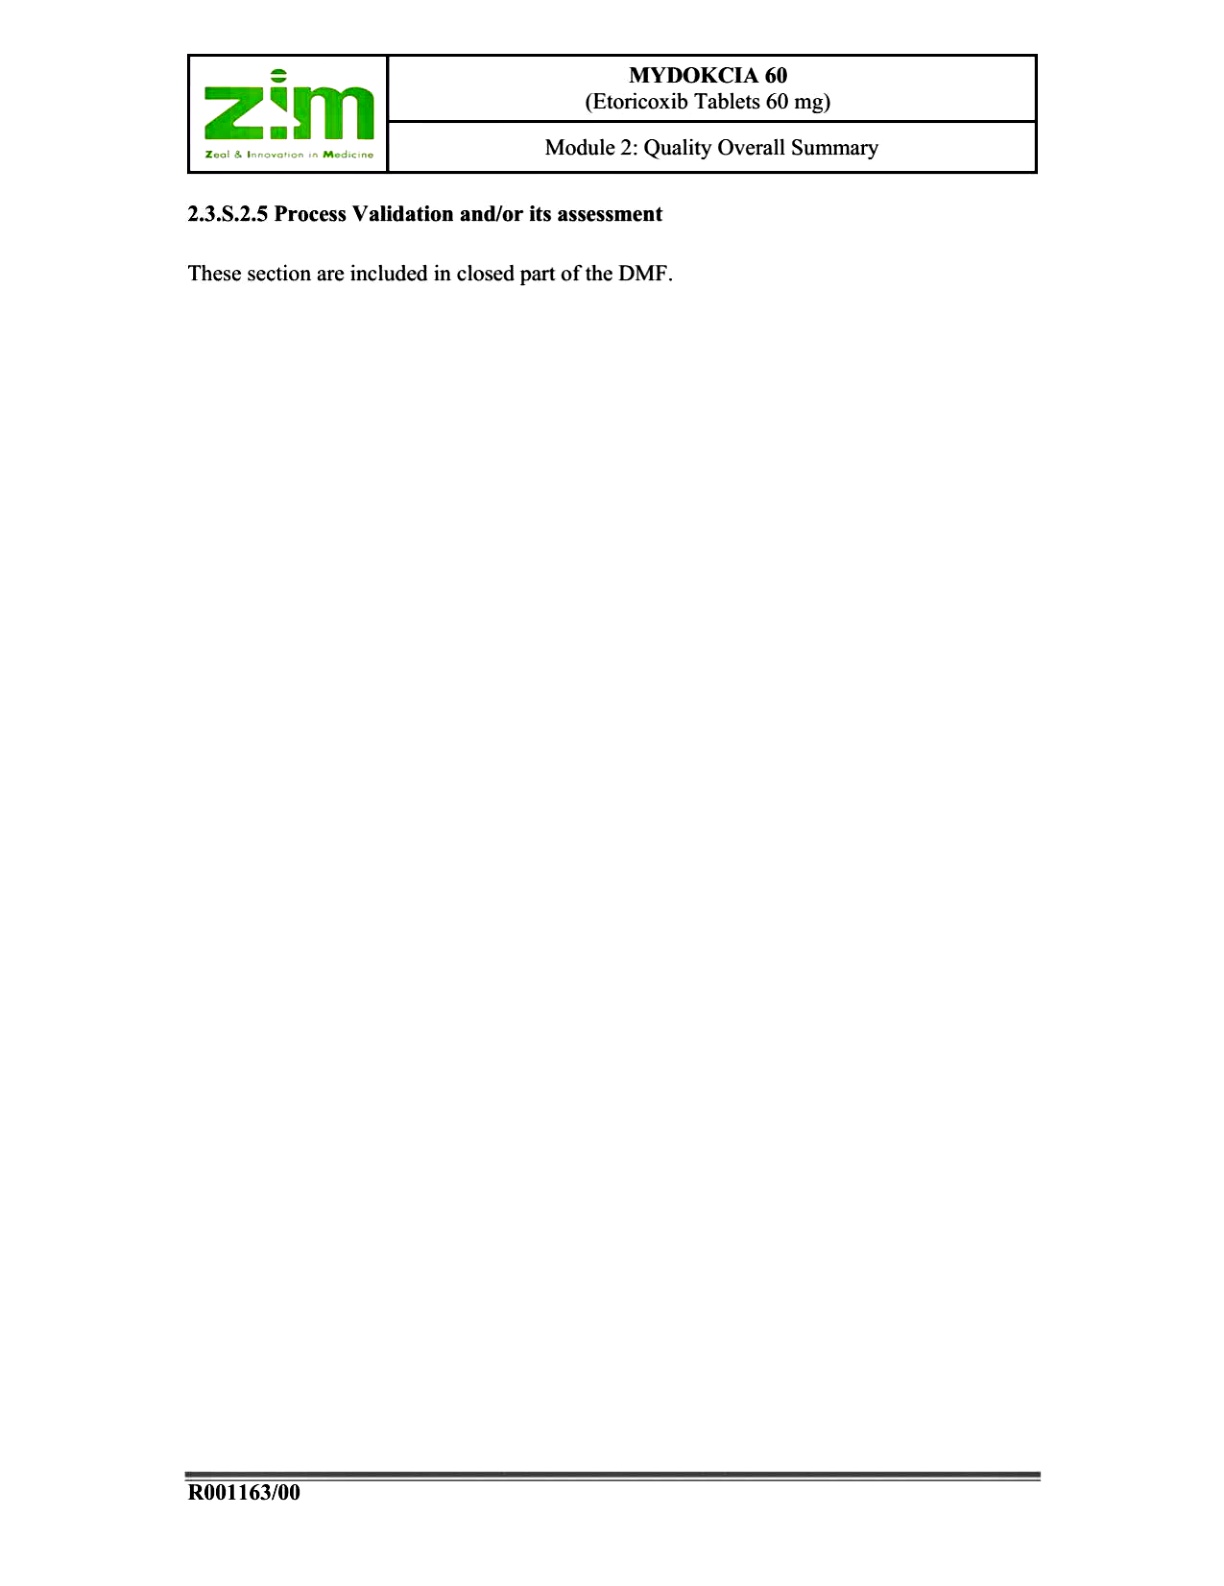 zim
Zeal & Innovation in Medicine
MYDOKCIA 60
(Etoricoxib Tablets 60 mg)
Module 2: Quality Overall Summary
2.3.S.2.5 Process Validation and/or its assessment
These section are included in closed part of the DMF.
R001163/00